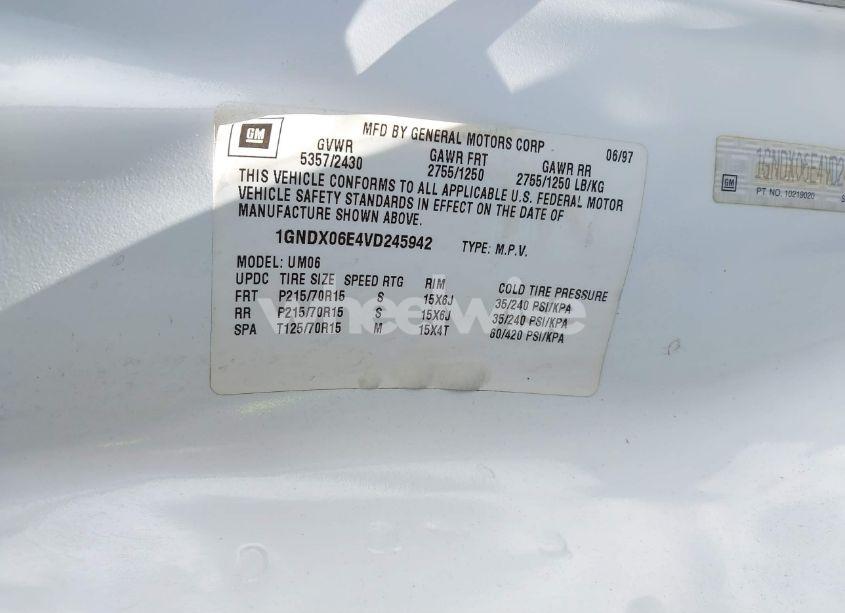 GM
MFD BY GENERAL MOTORS CORP 06/97
GVWR GAWR FRT GAWR RR
5357/2430 2755/1250 2755/1250 LB/KG
THIS VEHICLE CONFORMS TO ALL APPLICABLE U.S. FEDERAL MOTOR
VEHICLE SAFETY STANDARDS IN EFFECT ON THE DATE OF
MANUFACTURE SHOWN ABOVE.
1GNDX06E4VD245942 TYPE: M.P.V.
MODEL: UM06
UPDC TIRE SIZE SPEED RTG RIM COLD TIRE PRESSURE
FRT P215/70R15 S 15X6J 35/240 PSI/KPA
RR P215/70R15 S 15X6J 35/240 PSI/KPA
SPA T125/70R15 M 15X4T 60/420 PSI/KPA
wheelwire
1GNDX06E4VD2
GM PT NO. 10219020